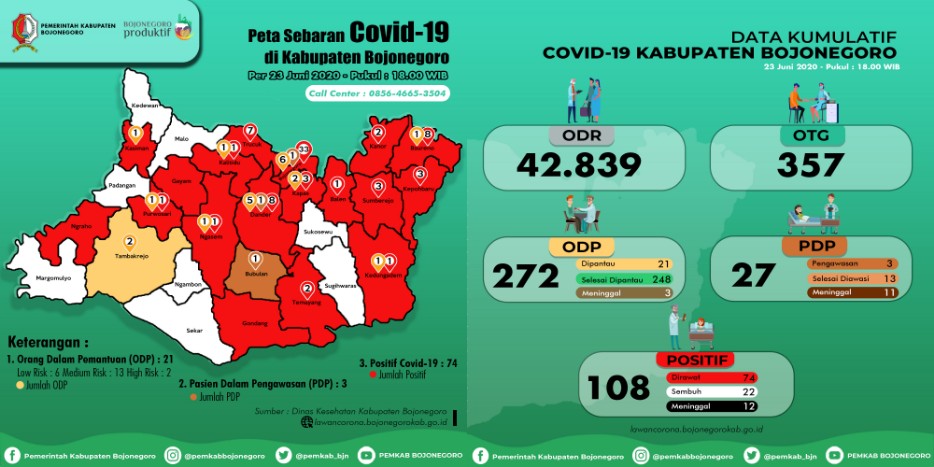 PEMERINTAH KABUPATEN
BOJONEGORO
BOJONEGORO
produktif
Peta Sebaran Covid-19
di Kabupaten Bojonegoro
Per 23 Juni 2020 - Pukul : 18.00 WIB
Call Center : 0856-4665-3504
Kedewan
Malo
1
Kasiman
7
Trucuk
1 1
Kalitidu
6 1 33
2
Kanor
1 8
Baureno
Padangan
Gayam
2 3
Kapas
1
Balen
3
Sumberejo
3
Kepohbaru
1 1
Purwosari
5 1 8
Dander
Ngraho
1 1
Ngasem
Sukosewu
2
Tambakrejo
1
Bubulan
1 1
Kedungadem
Margomulyo
Ngambon
Sugihwaras
2
Temayang
Sekar
Gondang
Keterangan :
1. Orang Dalam Pemantuan (ODP) : 21
Low Risk : 6 Medium Risk : 13 High Risk : 2
Jumlah ODP
2. Pasien Dalam Pengawasan (PDP) : 3
Jumlah PDP
3. Positif Covid-19 : 74
Jumlah Positif
Sumber : Dinas Kesehatan Kabupaten Bojonegoro
lawancorona.bojonegorokab.go.id
Pemerintah Kabupaten Bojonegoro
@pemkabbojonegoro
@pemkab_bjn
PEMKAB BOJONEGORO
DATA KUMULATIF
COVID-19 KABUPATEN BOJONEGORO
23 Juni 2020 - Pukul : 18.00 WIB
ODR
42.839
OTG
357
ODP
272
Dipantau 21
Selesai Dipantau 248
Meninggal 3
PDP
27
Pengawasan 3
Selesai Diawasi 13
Meninggal 11
POSITIF
108
Dirawat 74
Sembuh 22
Meninggal 12
lawancorona.bojonegorokab.go.id
Pemerintah Kabupaten Bojonegoro
@pemkabbojonegoro
@pemkab_bjn
PEMKAB BOJONEGORO